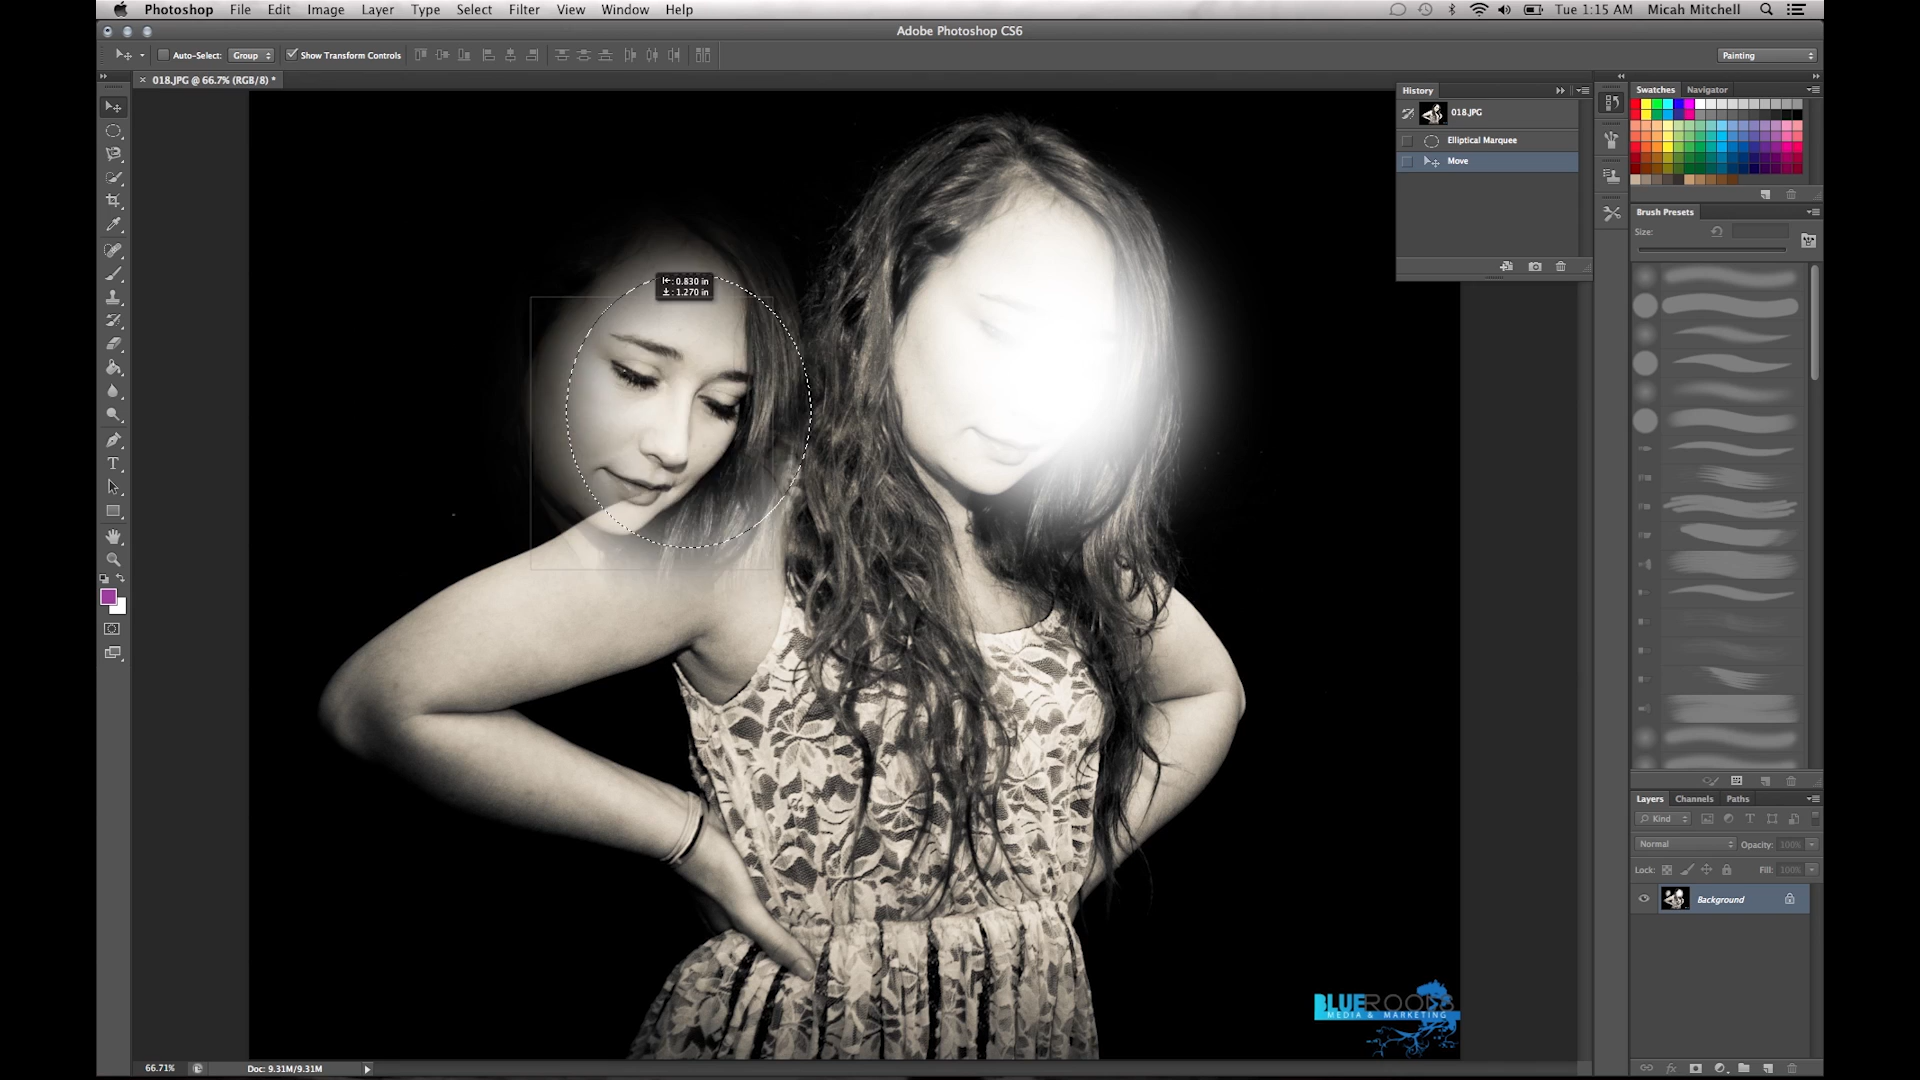 Photoshop File Edit Image Layer Type Select Filter View Window Help
Tue 1:15 AM Micah Mitchell
Adobe Photoshop CS6
Auto-Select: Group Show Transform Controls
Painting
018.JPG @ 66.7% (RGB/8) *
History
018.JPG
Elliptical Marquee
Move
Swatches Navigator
Brush Presets
Size:
: 0.830 in
: 1.270 in
Layers Channels Paths
Kind
Normal Opacity: 100%
Lock: Fill: 100%
Background
BLUEROOTS
MEDIA & MARKETING
66.71% Doc: 9.31M/9.31M